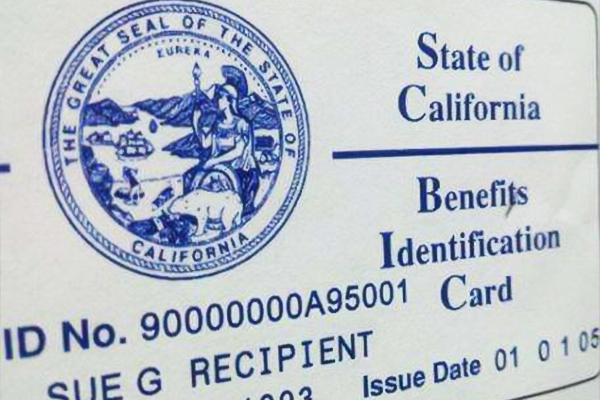 THE GREAT SEAL OF THE STATE OF CALIFORNIA
EUREKA
State of
California
Benefits
Identification
Card
ID No. 90000000A95001
SUE G RECIPIENT
Issue Date 01 01 05